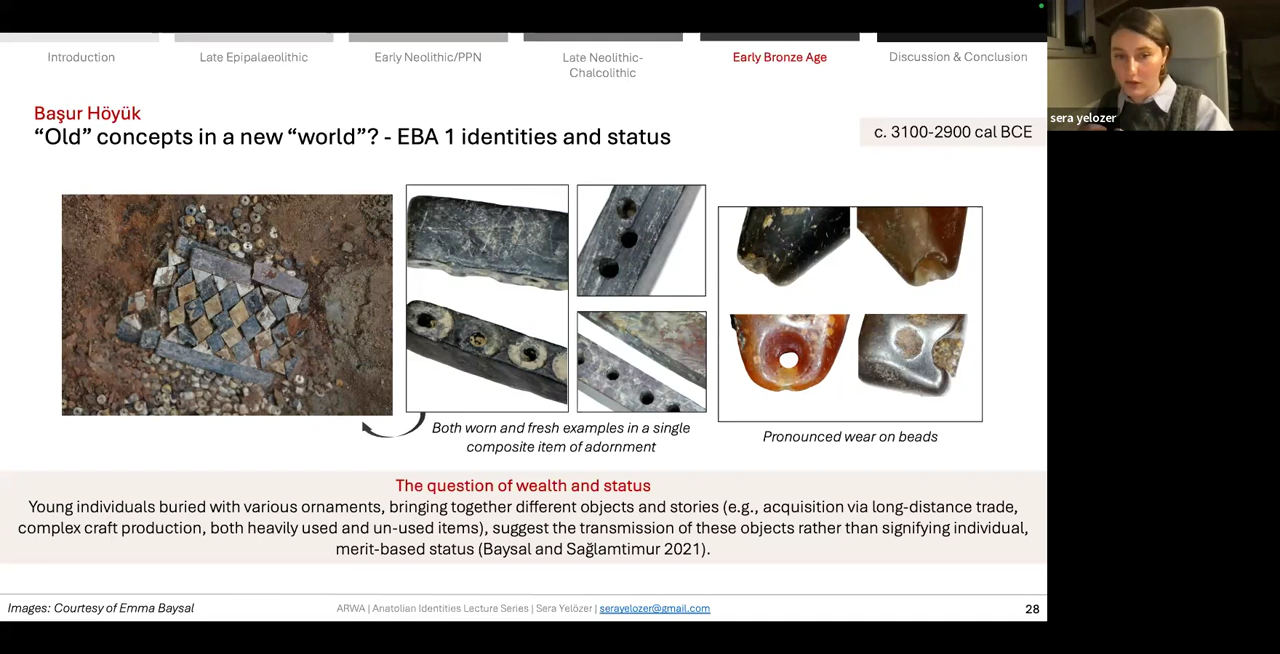 Introduction
Late Epipalaeolithic
Early Neolithic/PPN
Late Neolithic-
Chalcolithic
Early Bronze Age
Discussion & Conclusion
sera yelozer
Başur Höyük
“Old” concepts in a new “world”? - EBA 1 identities and status
c. 3100-2900 cal BCE
Both worn and fresh examples in a single
composite item of adornment
Pronounced wear on beads
The question of wealth and status
Young individuals buried with various ornaments, bringing together different objects and stories (e.g., acquisition via long-distance trade,
complex craft production, both heavily used and un-used items), suggest the transmission of these objects rather than signifying individual,
merit-based status (Baysal and Sağlamtimur 2021).
Images: Courtesy of Emma Baysal
ARWA | Anatolian Identities Lecture Series | Sera Yelözer | serayelozer@gmail.com
28